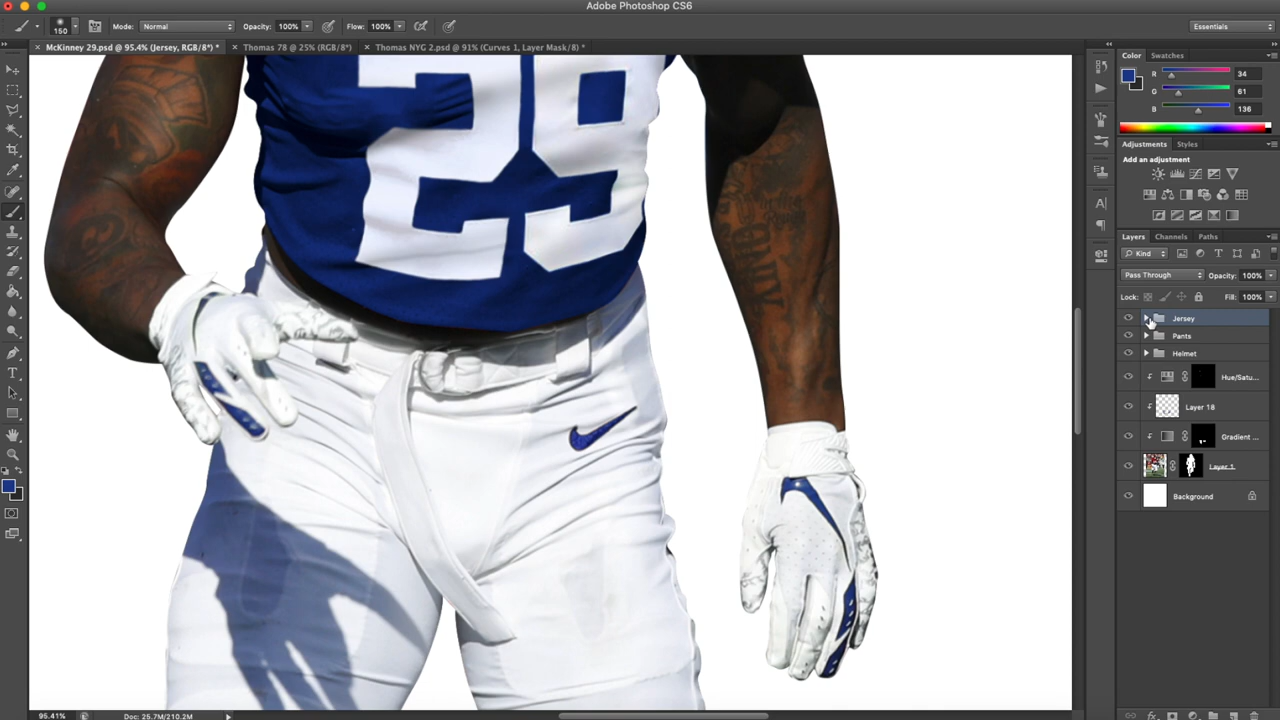 Adobe Photoshop CS6
150
Mode: Normal
Opacity: 100%
Flow: 100%
Essentials
McKinney 29.psd @ 95.4% (Jersey, RGB/8*) *
Thomas 78 @ 25% (RGB/8*)
Thomas NYC 2.psd @ 91% (Curves 1, Layer Mask/8) *
Color
Swatches
R 34
G 61
B 136
Adjustments
Styles
Add an adjustment
Layers
Channels
Paths
Kind
Pass Through
Opacity: 100%
Lock:
Fill: 100%
Jersey
Pants
Helmet
Hue/Satu...
Layer 18
Gradient ...
Layer 1
Background
29
95.41%
Doc: 25.7M/210.2M